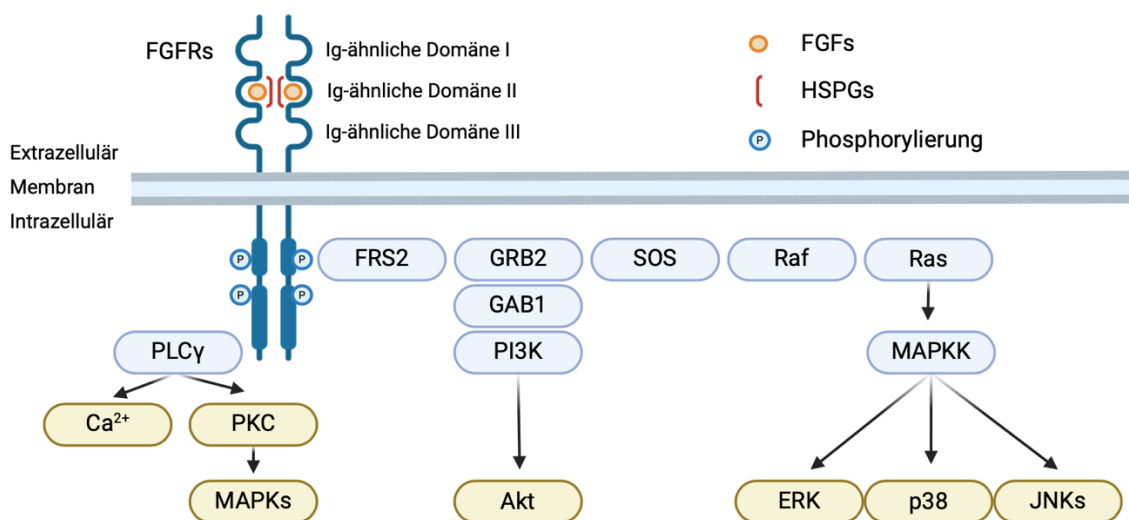 FGFRs
Ig-ähnliche Domäne I
Ig-ähnliche Domäne II
Ig-ähnliche Domäne III
FGFs
HSPGs
P Phosphorylierung
Extrazellulär
Membran
Intrazellulär
P P
P P
FRS2 GRB2 SOS Raf Ras
GAB1
PLCγ PI3K MAPKK
Ca²⁺ PKC
MAPKs Akt ERK p38 JNKs